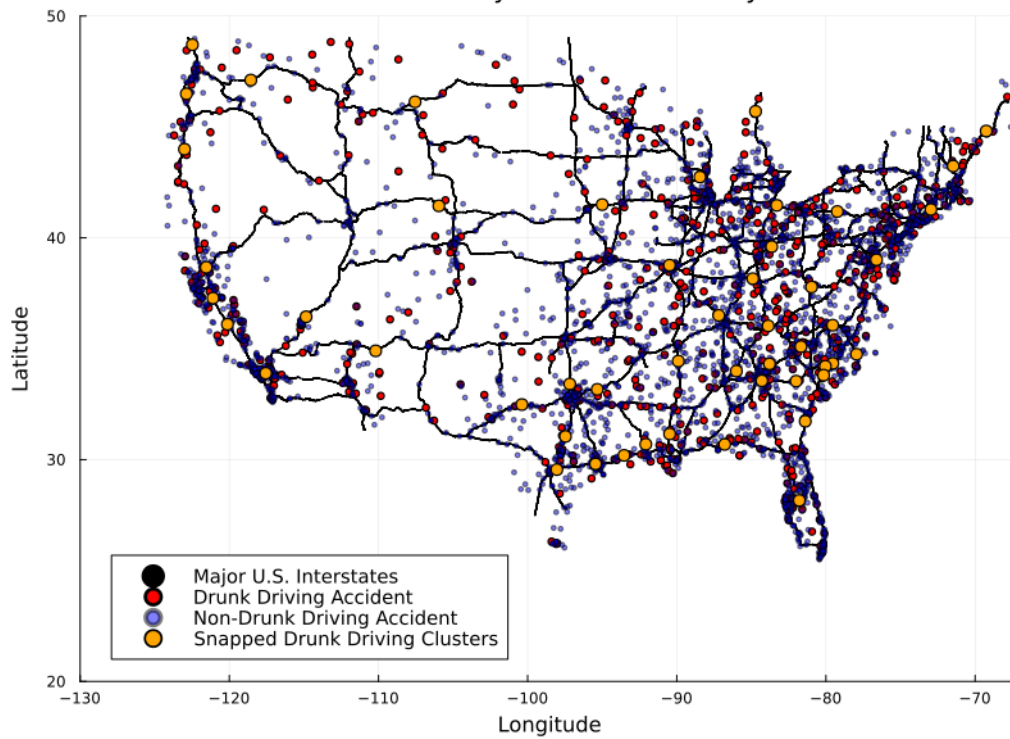 50
40
30
20
Latitude
Major U.S. Interstates
Drunk Driving Accident
Non-Drunk Driving Accident
Snapped Drunk Driving Clusters
−130
−120
−110
−100
−90
−80
−70
Longitude